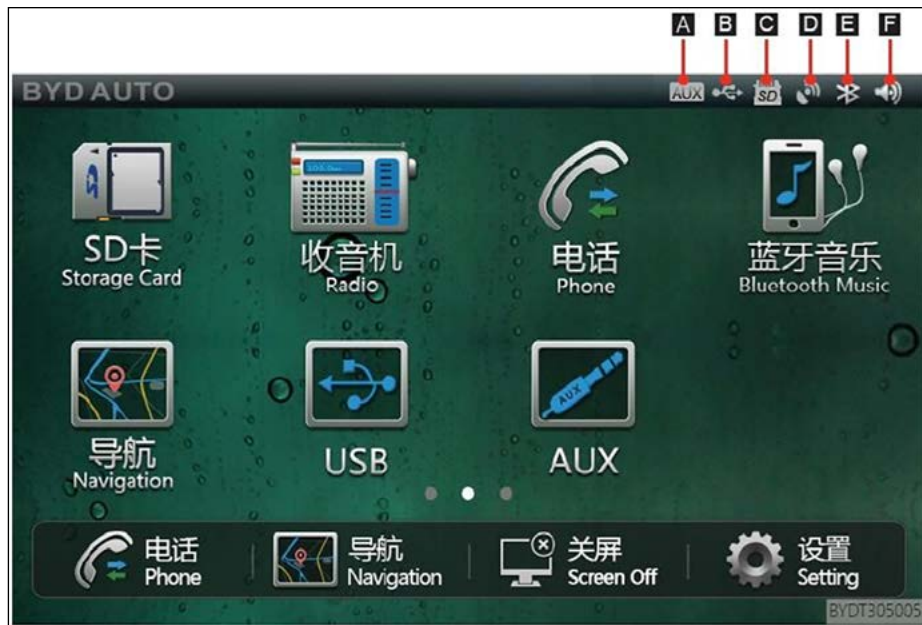 A B C D E F
BYD AUTO
AUX
SD
SD
SD卡
Storage Card
收音机
Radio
电话
Phone
蓝牙音乐
Bluetooth Music
AUX
导航
Navigation
USB
AUX
电话
Phone
导航
Navigation
关屏
Screen Off
设置
Setting
BYDT305005